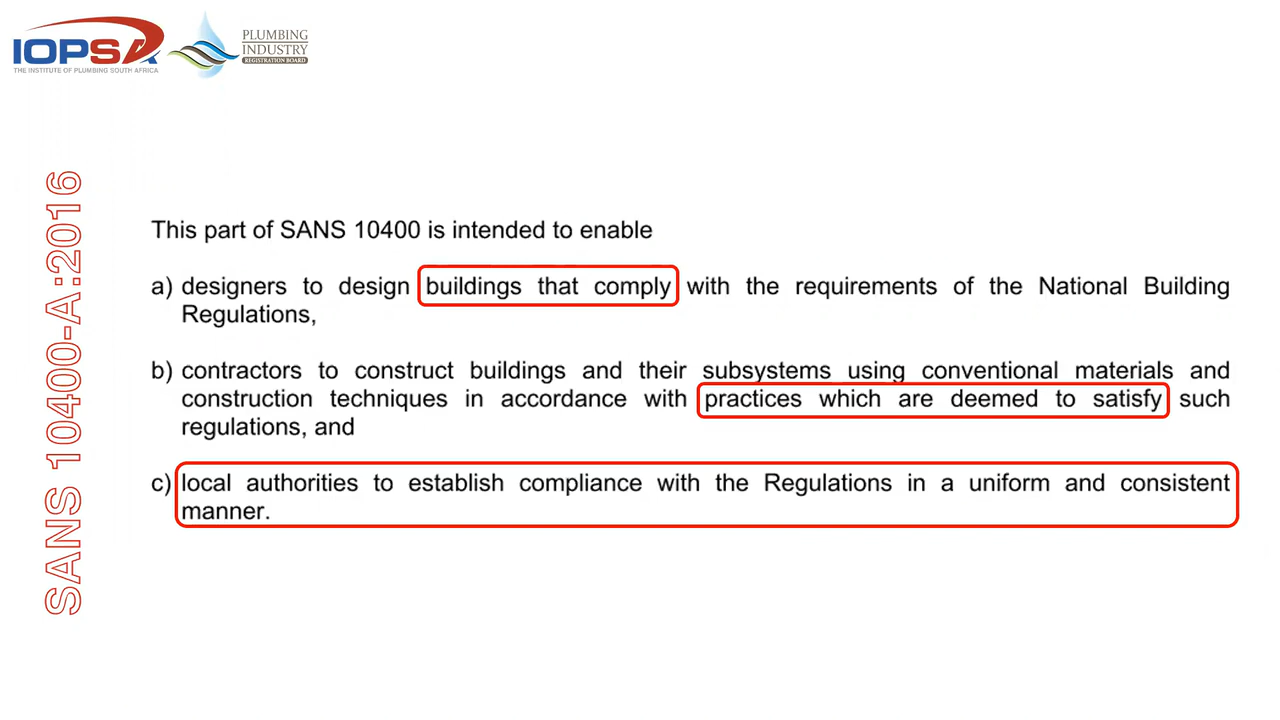 IOPSA
THE INSTITUTE OF PLUMBING SOUTH AFRICA
PLUMBING
INDUSTRY
REGISTRATION BOARD
SANS 10400-A:2016
This part of SANS 10400 is intended to enable
a) designers to design buildings that comply with the requirements of the National Building
Regulations,
b) contractors to construct buildings and their subsystems using conventional materials and
construction techniques in accordance with practices which are deemed to satisfy such
regulations, and
c) local authorities to establish compliance with the Regulations in a uniform and consistent
manner.